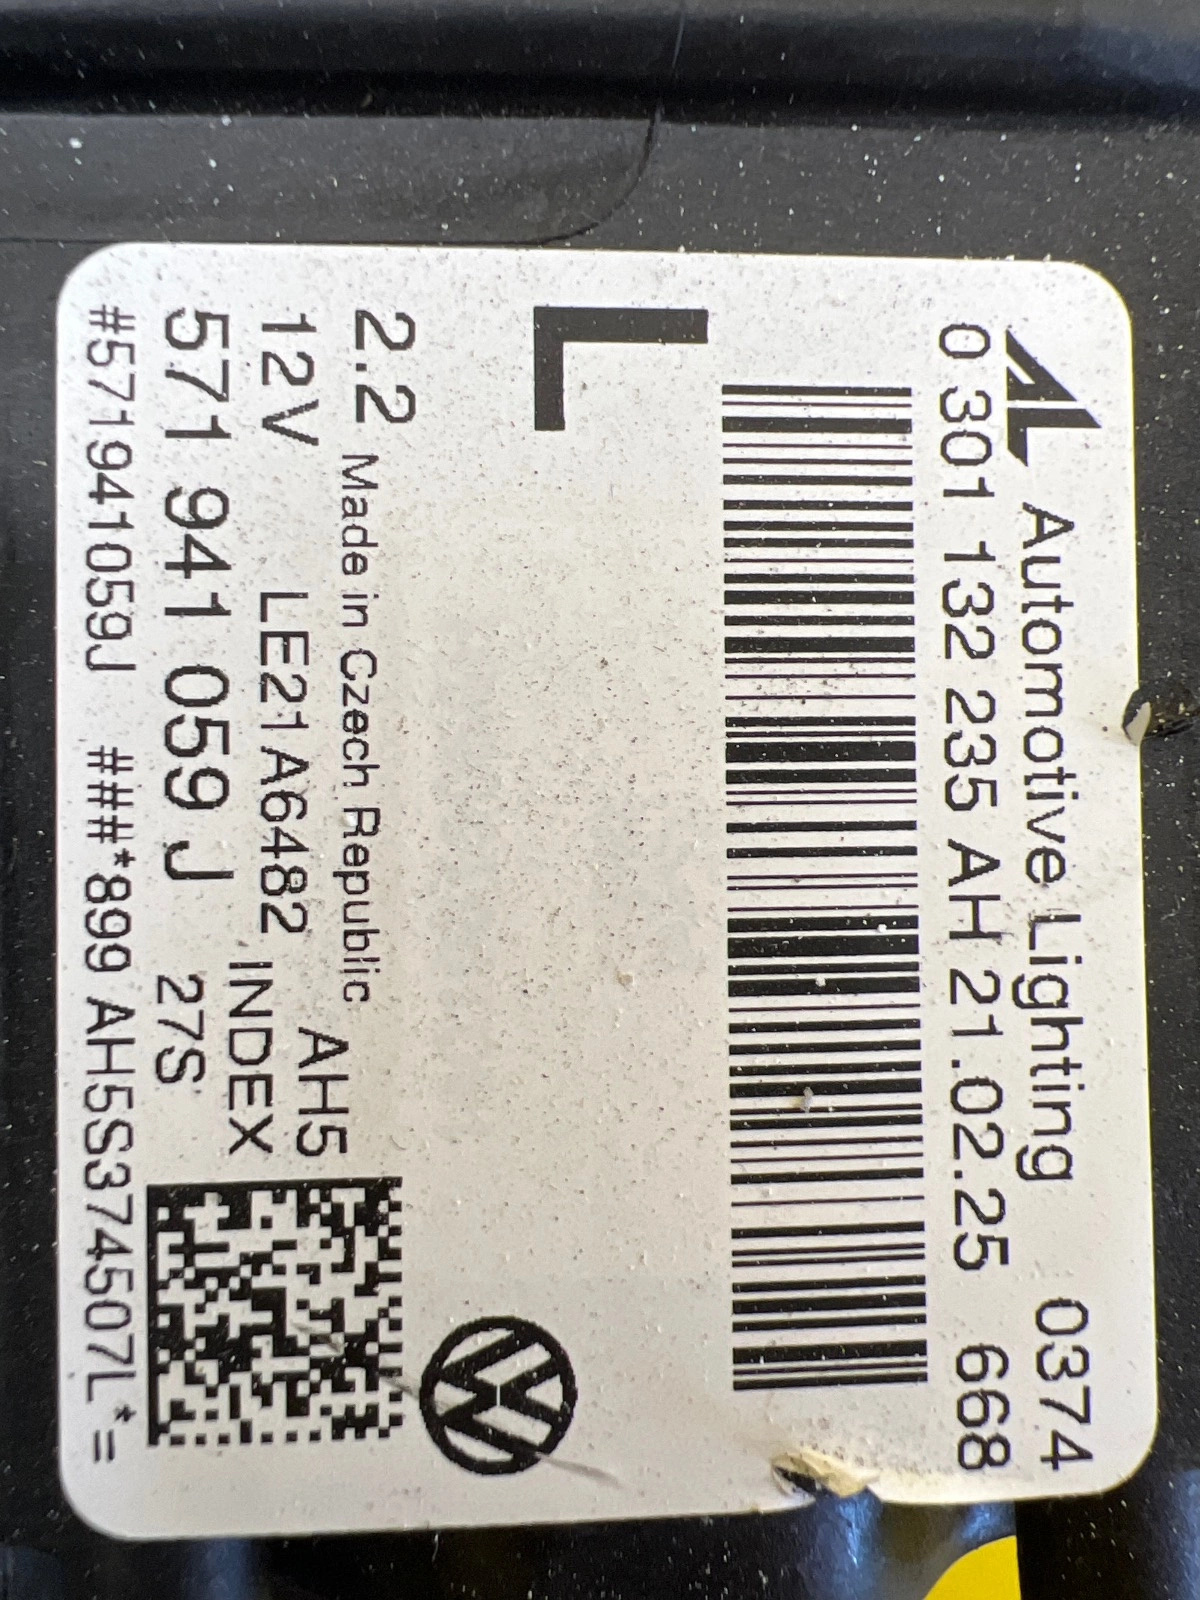 AL Automotive Lighting 0374
0 301 132 235 AH 21.02.25 668
L
2.2 Made in Czech Republic AH5
12V LE21A6482 INDEX
571 941 059 J 27S
#571941059J ###*899 AH5S374507L*=